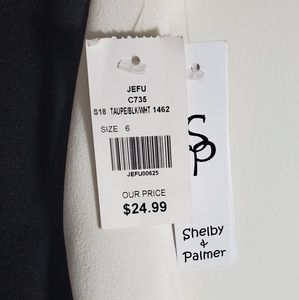 JEFU
C735
S18 TAUPE/BLK/WHT 1462
SIZE 6
JEFU00625
OUR PRICE
$24.99
SP
Shelby
&
Palmer